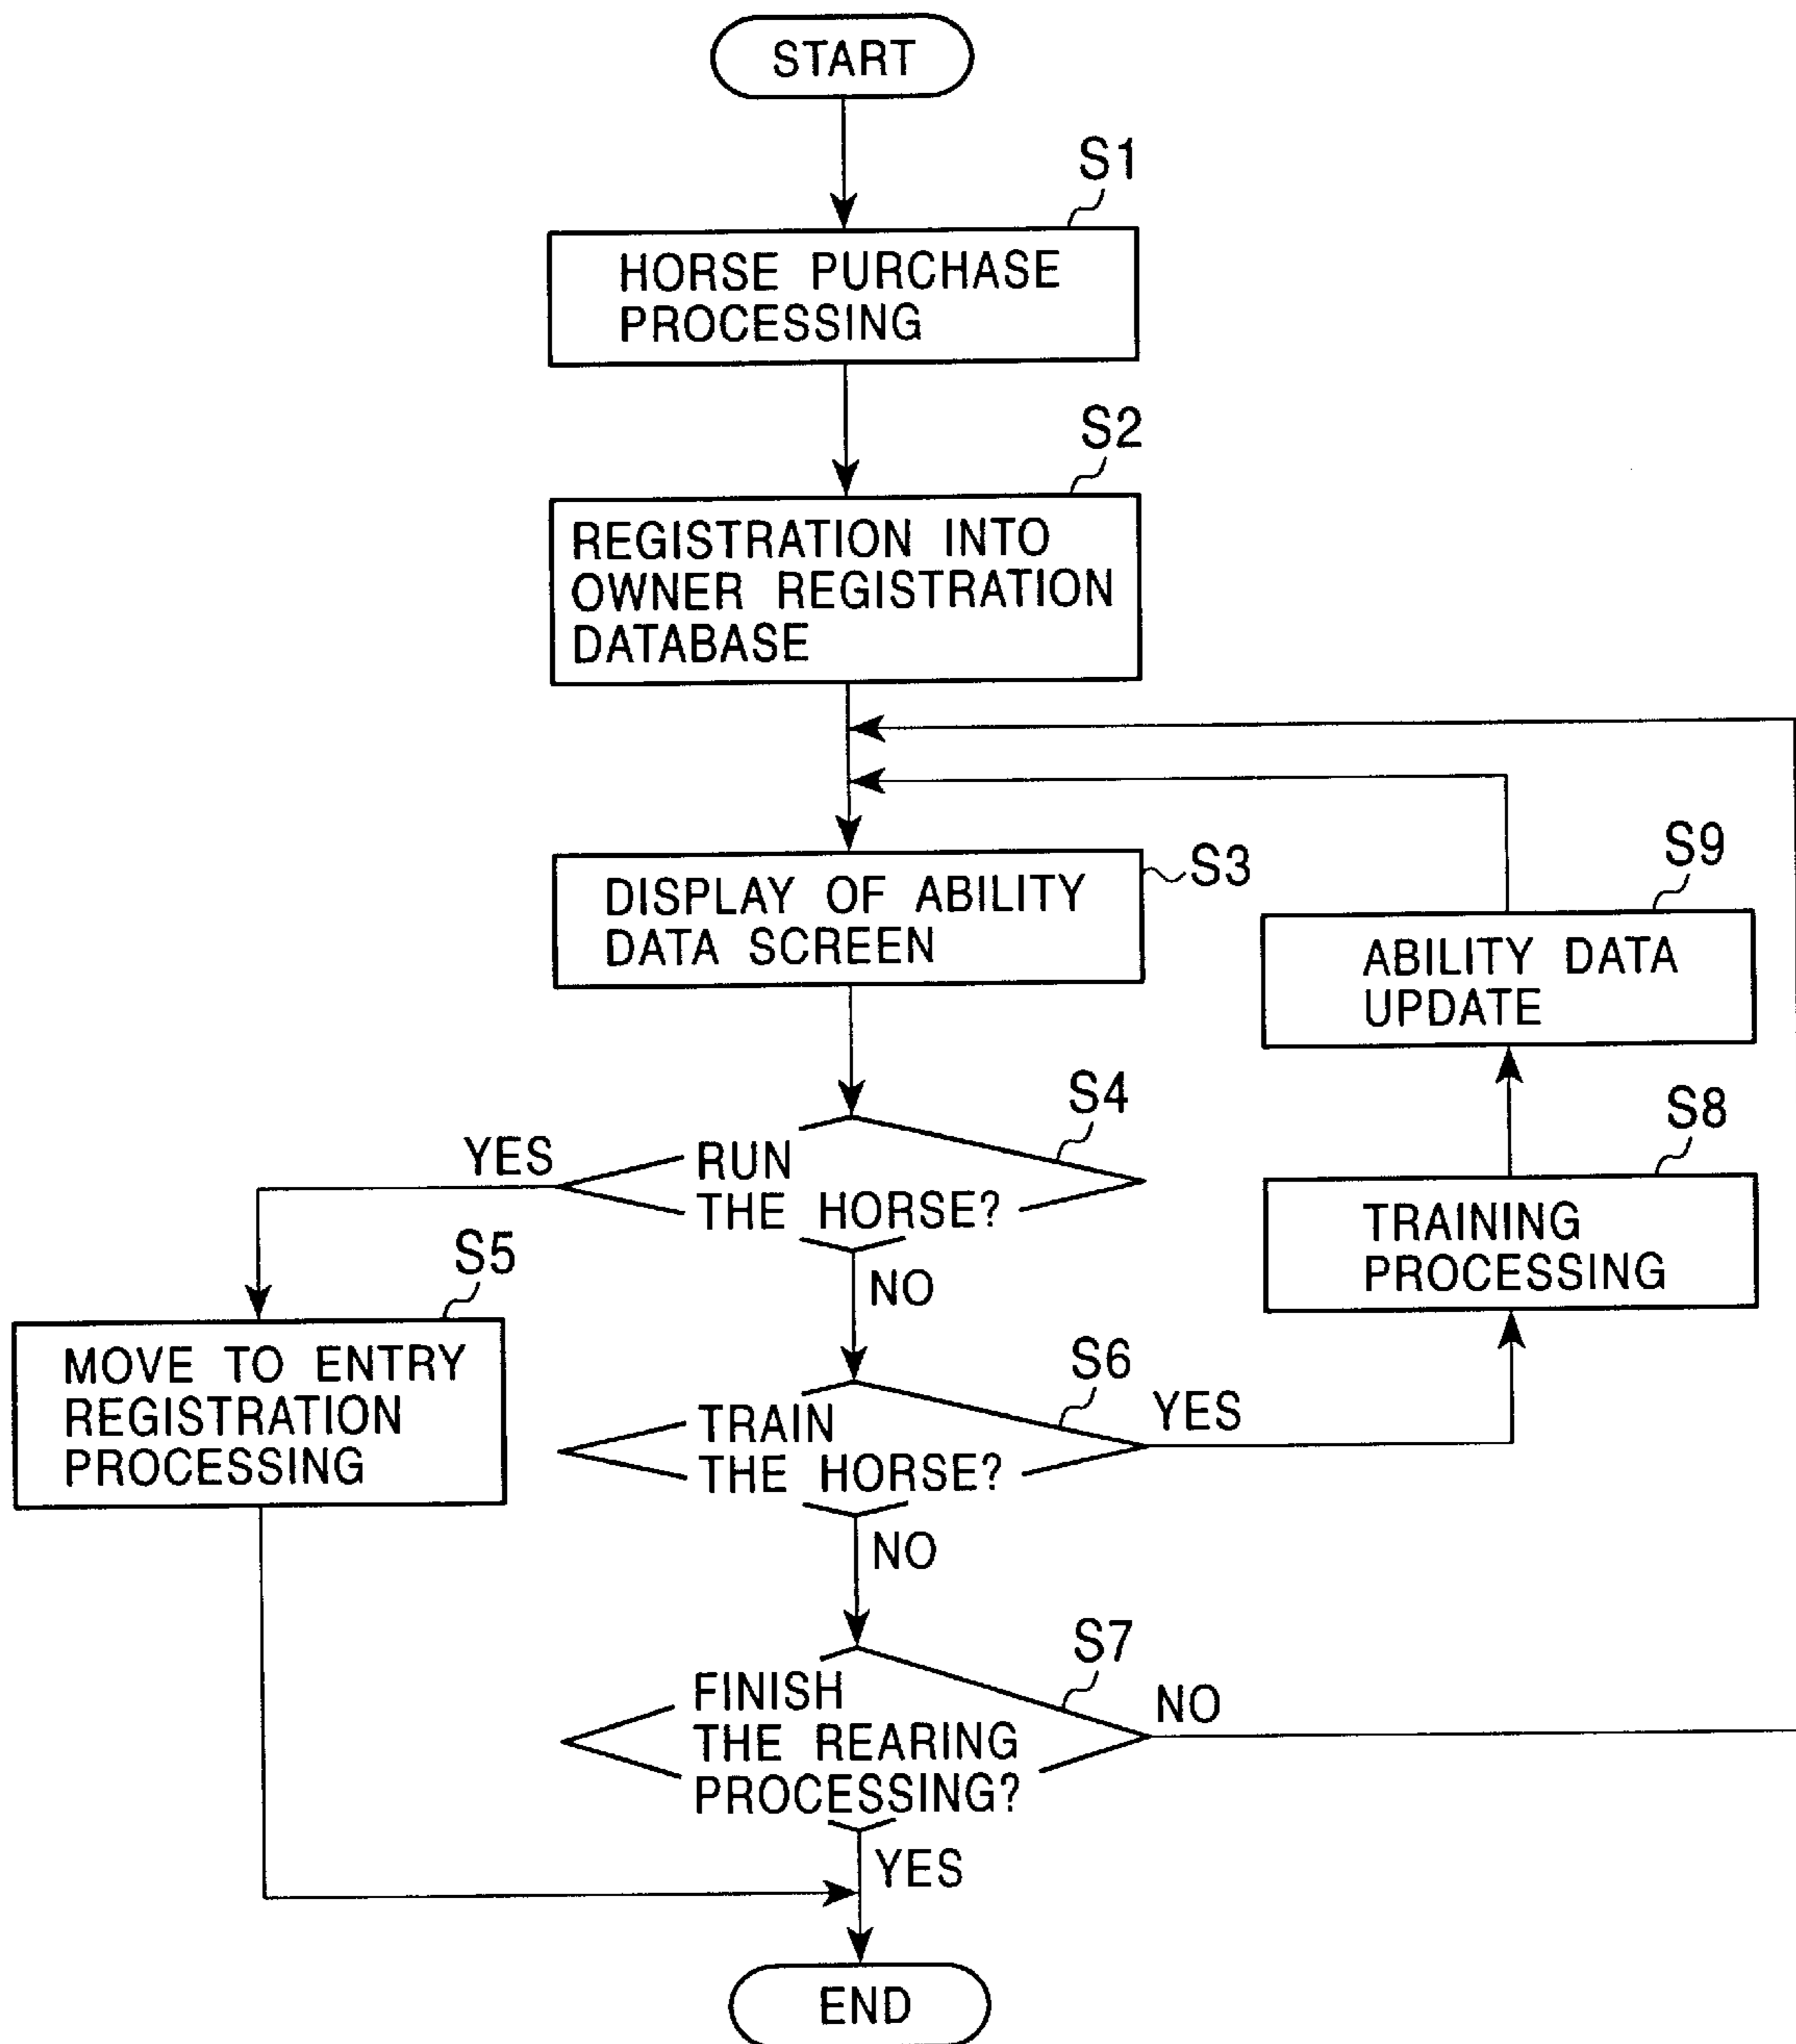 START
S1
HORSE PURCHASE
PROCESSING
S2
REGISTRATION INTO
OWNER REGISTRATION
DATABASE
S3
DISPLAY OF ABILITY
DATA SCREEN
S9
ABILITY DATA
UPDATE
S4
YES
RUN
THE HORSE?
NO
S8
TRAINING
PROCESSING
S5
MOVE TO ENTRY
REGISTRATION
PROCESSING
S6
TRAIN
THE HORSE?
YES
NO
S7
FINISH
THE REARING
PROCESSING?
NO
YES
END